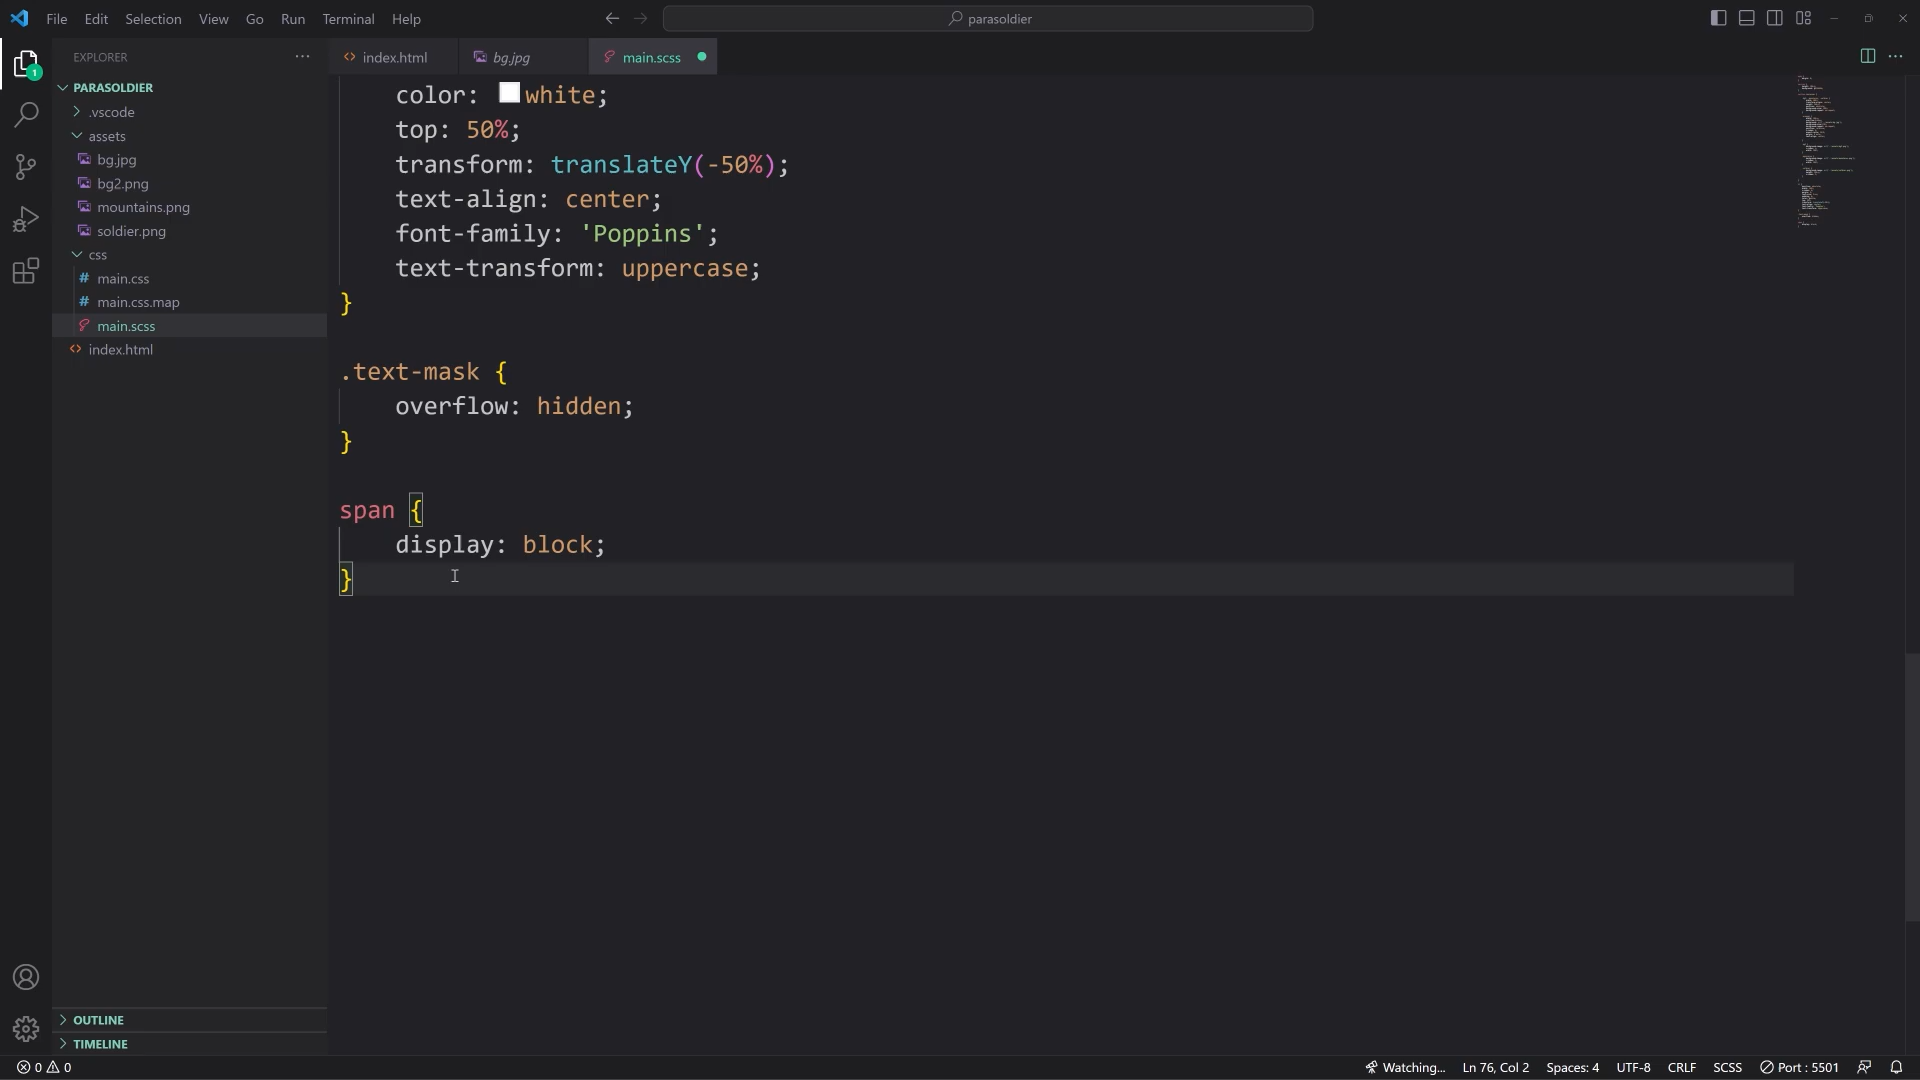 File Edit Selection View Go Run Terminal Help
parasoldier
EXPLORER
index.html
bg.jpg
main.scss
1
PARASOLDIER
.vscode
assets
bg.jpg
bg2.png
mountains.png
soldier.png
css
main.css
main.css.map
main.scss
index.html
color: white;
top: 50%;
transform: translateY(-50%);
text-align: center;
font-family: 'Poppins';
text-transform: uppercase;
}
.text-mask {
overflow: hidden;
}
span {
display: block;
}
OUTLINE
TIMELINE
0 0
Watching... Ln 76, Col 2 Spaces: 4 UTF-8 CRLF SCSS Port : 5501